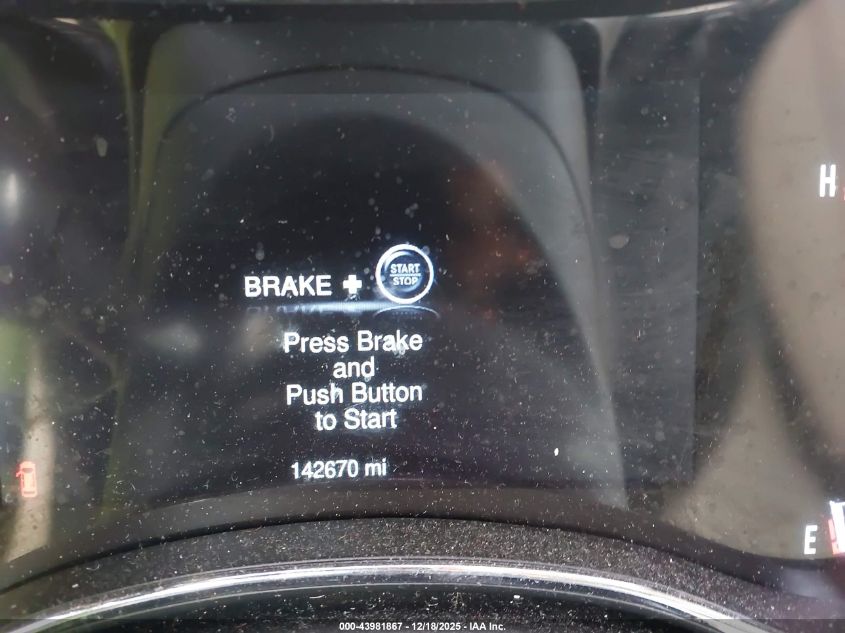 H
BRAKE + START
STOP
Press Brake
and
Push Button
to Start
142670 mi
E
000-43981867 - 12/18/2025 - IAA Inc.